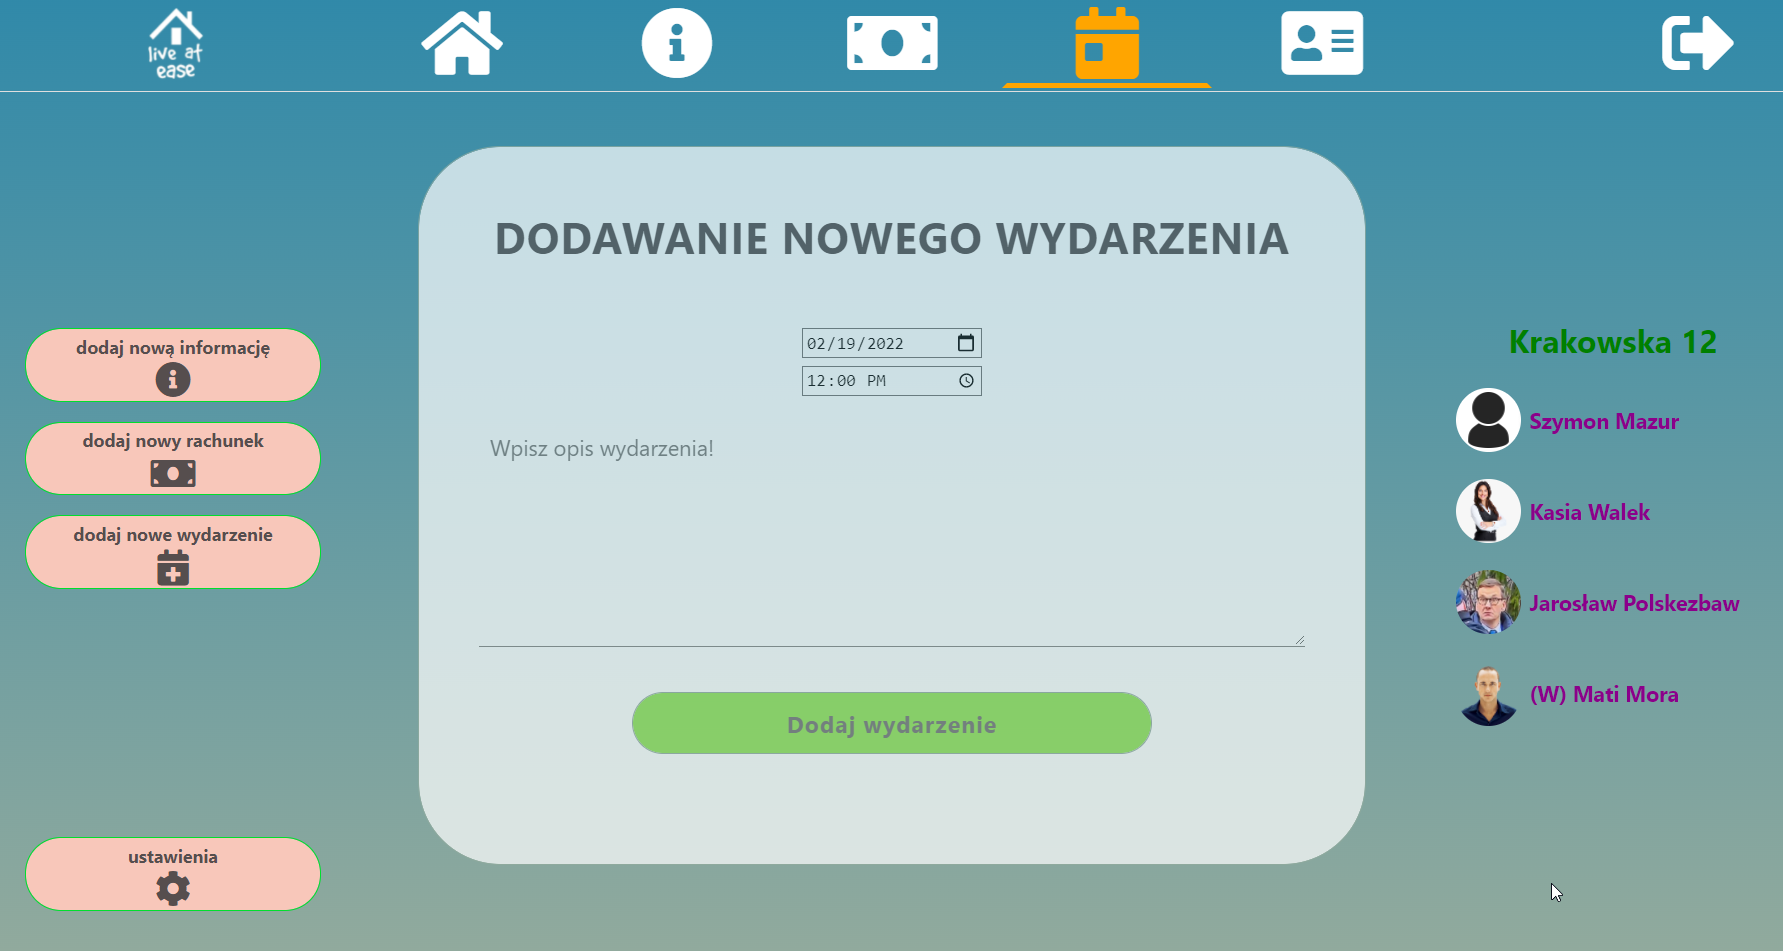 live at
ease
DODAWANIE NOWEGO WYDARZENIA
02/19/2022
12:00 PM
Wpisz opis wydarzenia!
Dodaj wydarzenie
dodaj nową informację
dodaj nowy rachunek
dodaj nowe wydarzenie
ustawienia
Krakowska 12
Szymon Mazur
Kasia Walek
Jarosław Polskezbaw
(W) Mati Mora